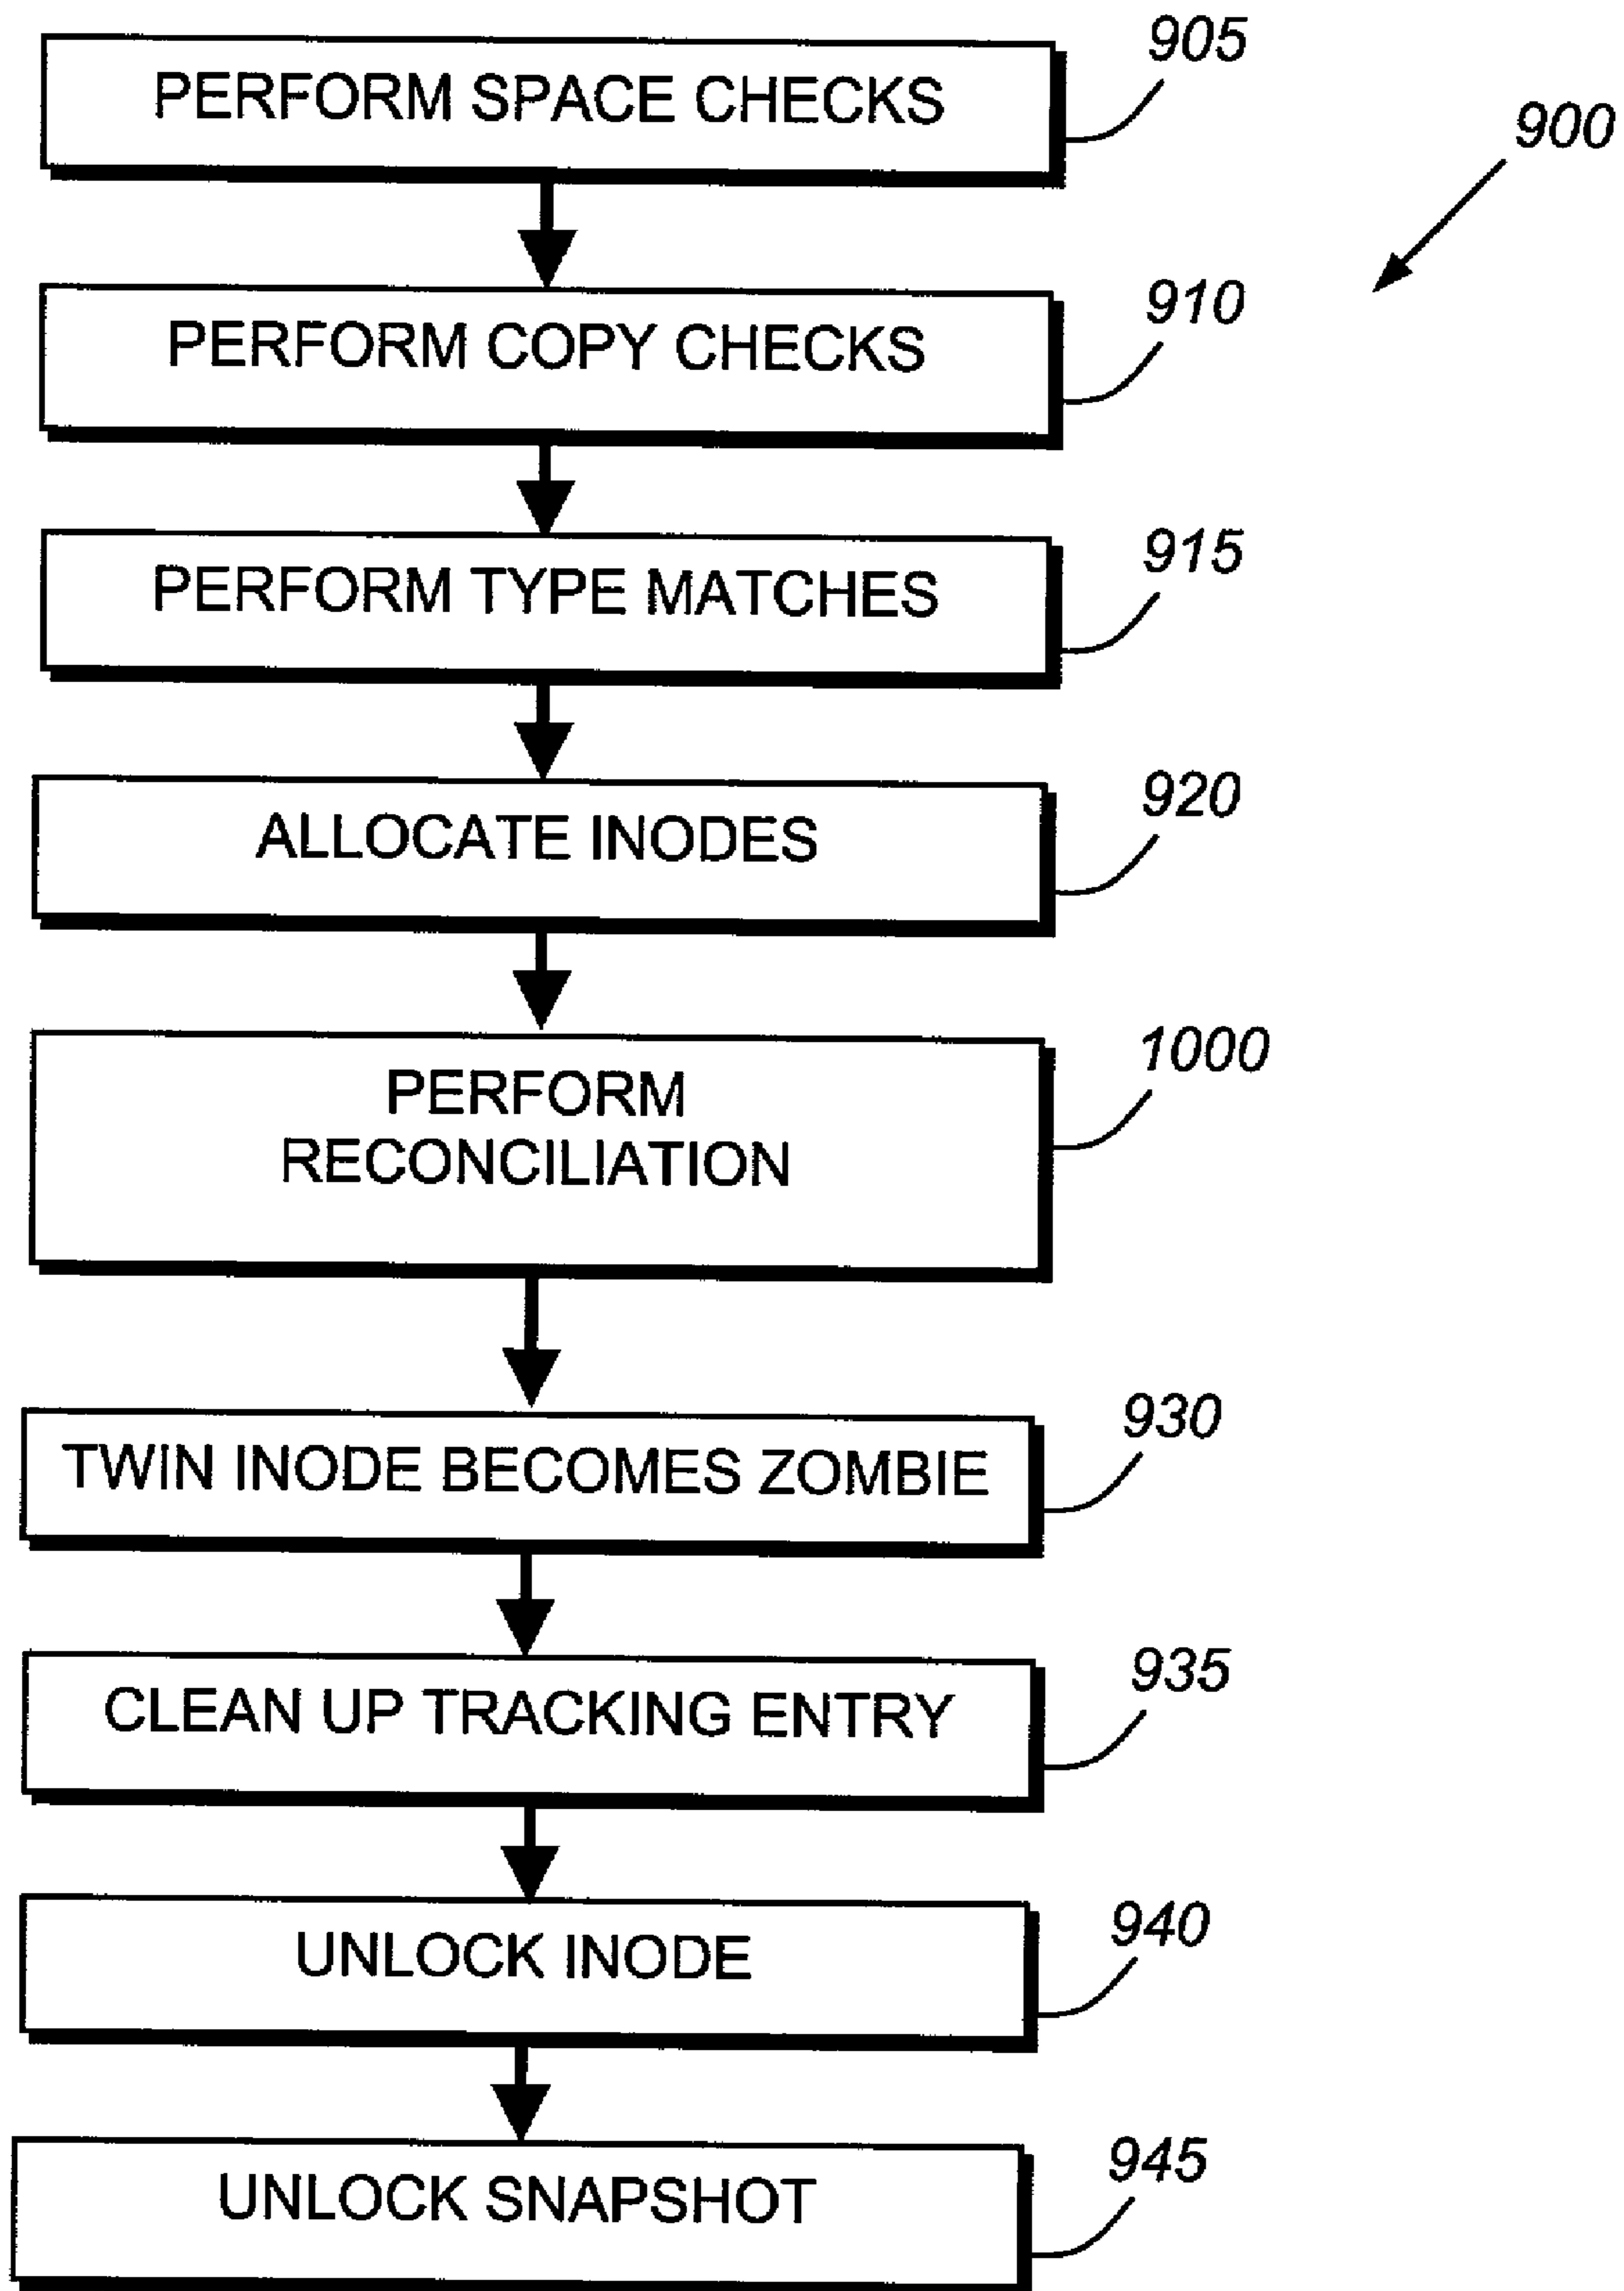 PERFORM SPACE CHECKS
905
900
PERFORM COPY CHECKS
910
PERFORM TYPE MATCHES
915
ALLOCATE INODES
920
PERFORM
RECONCILIATION
1000
TWIN INODE BECOMES ZOMBIE
930
CLEAN UP TRACKING ENTRY
935
UNLOCK INODE
940
UNLOCK SNAPSHOT
945